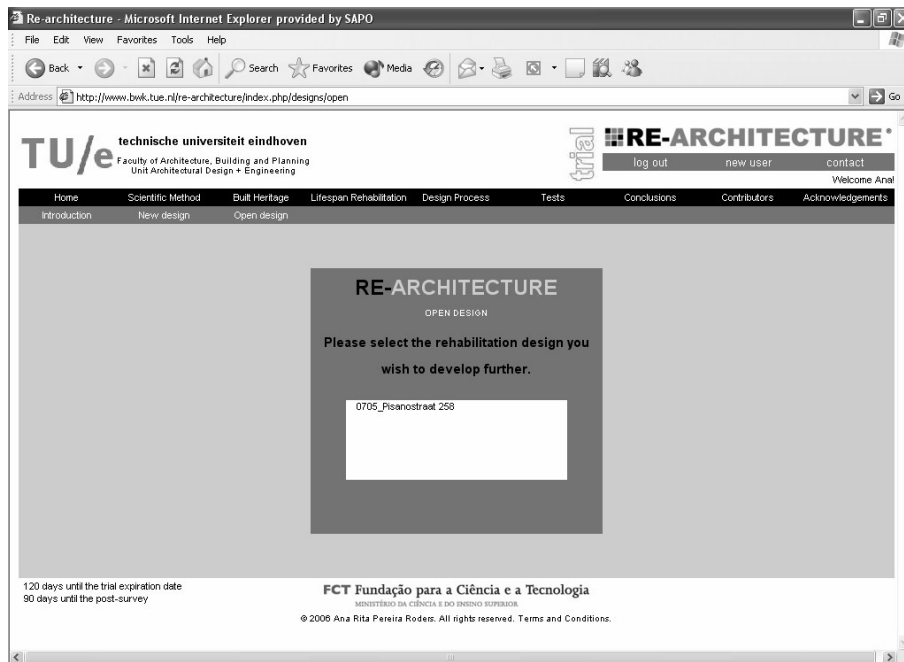 Re-architecture - Microsoft Internet Explorer provided by SAPO
File Edit View Favorites Tools Help
Back Search Favorites Media
Address http://www.bwk.tue.nl/re-architecture/index.php/designs/open Go
TU/e technische universiteit eindhoven
Faculty of Architecture, Building and Planning
Unit Architectural Design + Engineering
trial
RE-ARCHITECTURE
log out new user contact
Welcome Ana!
Home Scientific Method Built Heritage Lifespan Rehabilitation Design Process Tests Conclusions Contributors Acknowledgements
Introduction New design Open design
RE-ARCHITECTURE
OPEN DESIGN
Please select the rehabilitation design you
wish to develop further.
0705_Pisanostraat 258
120 days until the trial expiration date
90 days until the post-survey
FCT Fundação para a Ciência e a Tecnologia
MINISTÉRIO DA CIÊNCIA E DO ENSINO SUPERIOR
© 2006 Ana Rita Pereira Roders. All rights reserved. Terms and Conditions.